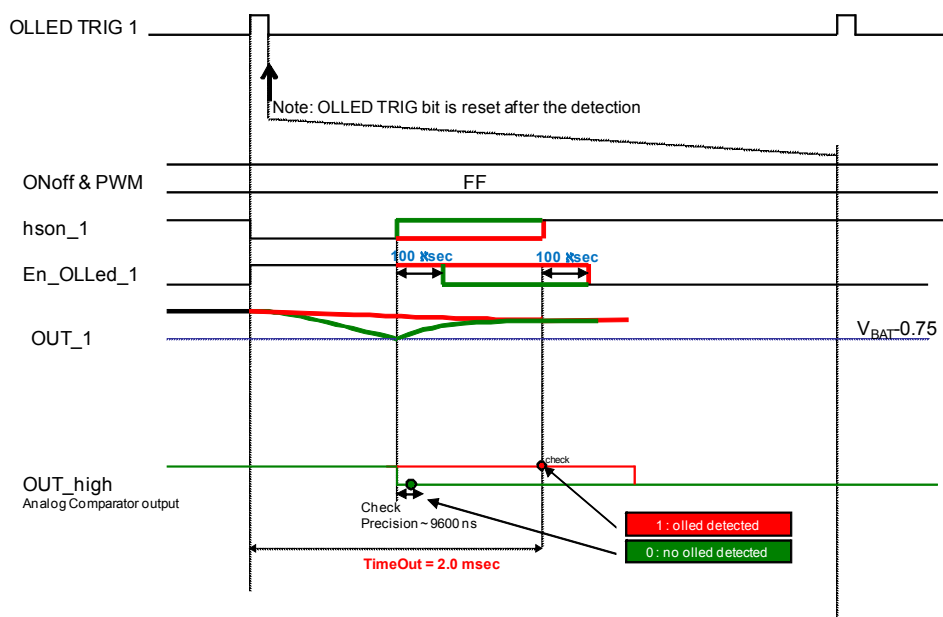 OLLED TRIG 1
Note: OLLED TRIG bit is reset after the detection
ONoff & PWM
FF
hson_1
100 sec
100 sec
En_OLLed_1
OUT_1
VBAT-0.75
check
OUT_high
Analog Comparator output
Check
Precision ~ 9600 ns
1 : olled detected
0 : no olled detected
TimeOut = 2.0 msec